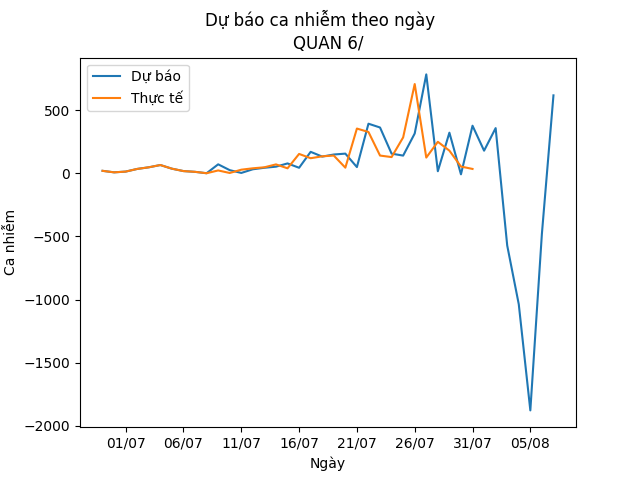 Dự báo ca nhiễm theo ngày
QUAN 6/
Dự báo
Thực tế
Ca nhiễm
500
0
−500
−1000
−1500
−2000
01/07 06/07 11/07 16/07 21/07 26/07 31/07 05/08
Ngày